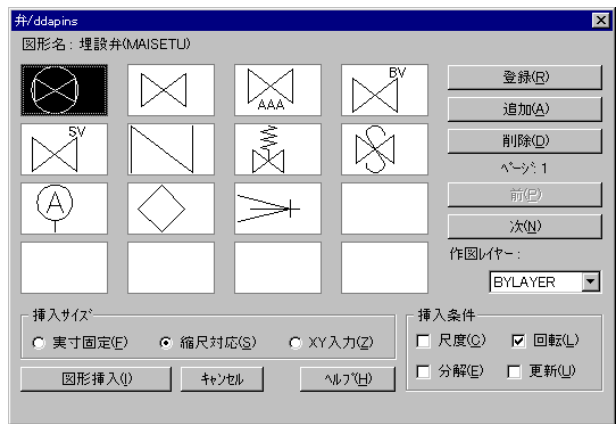 弁/ddapins
図形名 : 埋設弁(MAISETU)
AAA
BV
SV
A
登録(R)
追加(A)
削除(D)
ページ: 1
前(P)
次(N)
作図レイヤー :
BYLAYER
挿入サイズ
実寸固定(F)
縮尺対応(S)
XY入力(Z)
挿入条件
尺度(C)
回転(L)
分解(E)
更新(U)
図形挿入(I)
キャンセル
ヘルプ(H)